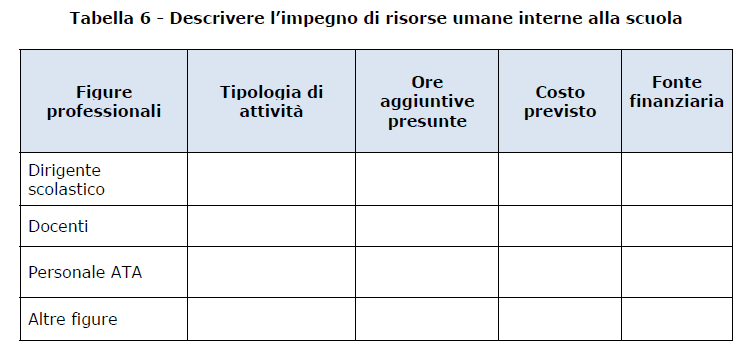 Tabella 6 - Descrivere l’impegno di risorse umane interne alla scuola
Figure
professionali
Tipologia di
attività
Ore
aggiuntive
presunte
Costo
previsto
Fonte
finanziaria
Dirigente
scolastico
Docenti
Personale ATA
Altre figure